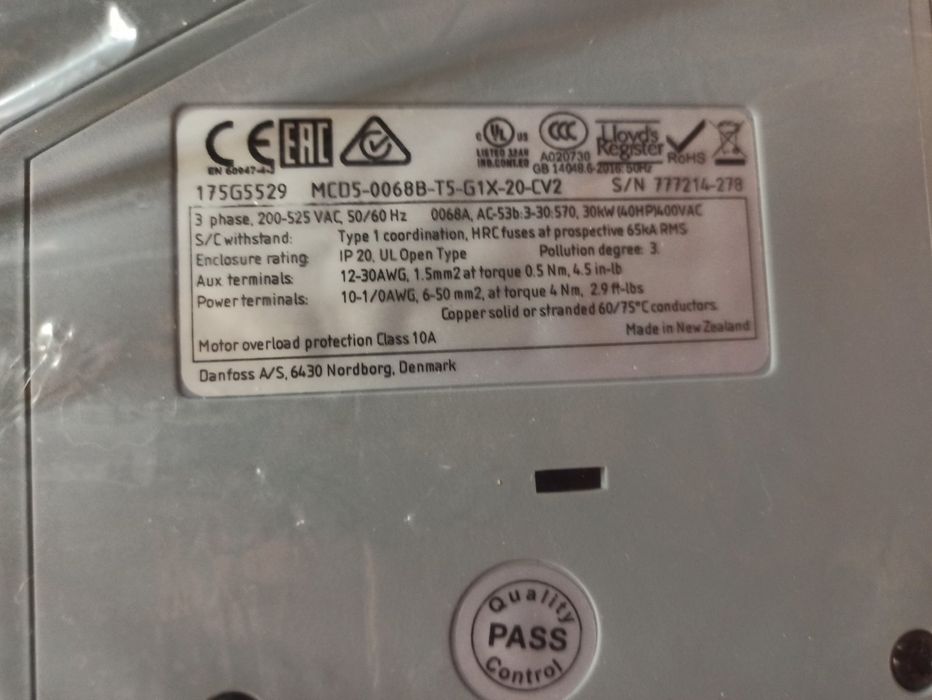 CE EAC
EN 60947-4-2
c UL US
LISTED 32A0
IND.CONT.EQ
CCC
A020730
GB 14048.6-2016; 50Hz
Lloyd's
Register
RoHS
175G5529 MCD5-0068B-T5-G1X-20-CV2 S/N 777214-278
3 phase, 200-525 VAC, 50/60 Hz 0068A, AC-53b:3-30:570, 30kW (40HP)400VAC
S/C withstand: Type 1 coordination, HRC fuses at prospective 65kA RMS
Enclosure rating: IP 20, UL Open Type Pollution degree: 3.
Aux terminals: 12-30AWG, 1.5mm2 at torque 0.5 Nm, 4.5 in-lb
Power terminals: 10-1/0AWG, 6-50 mm2, at torque 4 Nm, 2.9 ft-lbs
Copper solid or stranded 60/75°C conductors
Motor overload protection Class 10A Made in New Zealand
Danfoss A/S, 6430 Nordborg, Denmark
Quality
PASS
Control